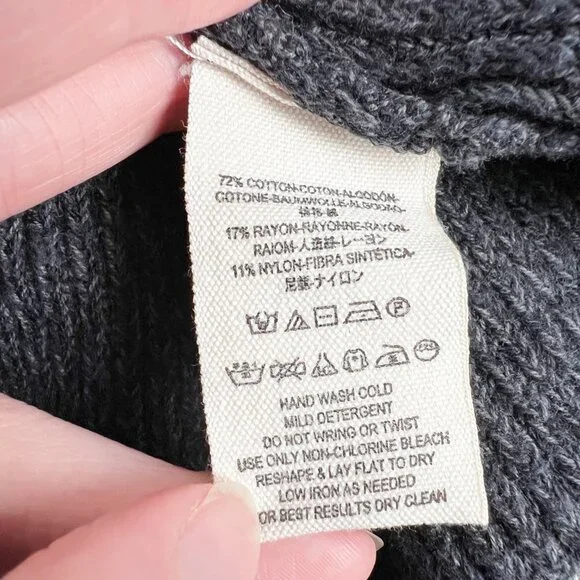 72% COTTON-COTON-ALGODÓN-
COTONE-BAUMWOLLE-ALGODAO-
17% RAYON-RAYONNE-RAYÓN-
RAIOM-人造絲-レーヨン
11% NYLON-FIBRA SINTÉTICA-
尼龍-ナイロン
HAND WASH COLD
MILD DETERGENT
DO NOT WRING OR TWIST
USE ONLY NON-CHLORINE BLEACH
RESHAPE & LAY FLAT TO DRY
LOW IRON AS NEEDED
OR BEST RESULTS DRY CLEAN